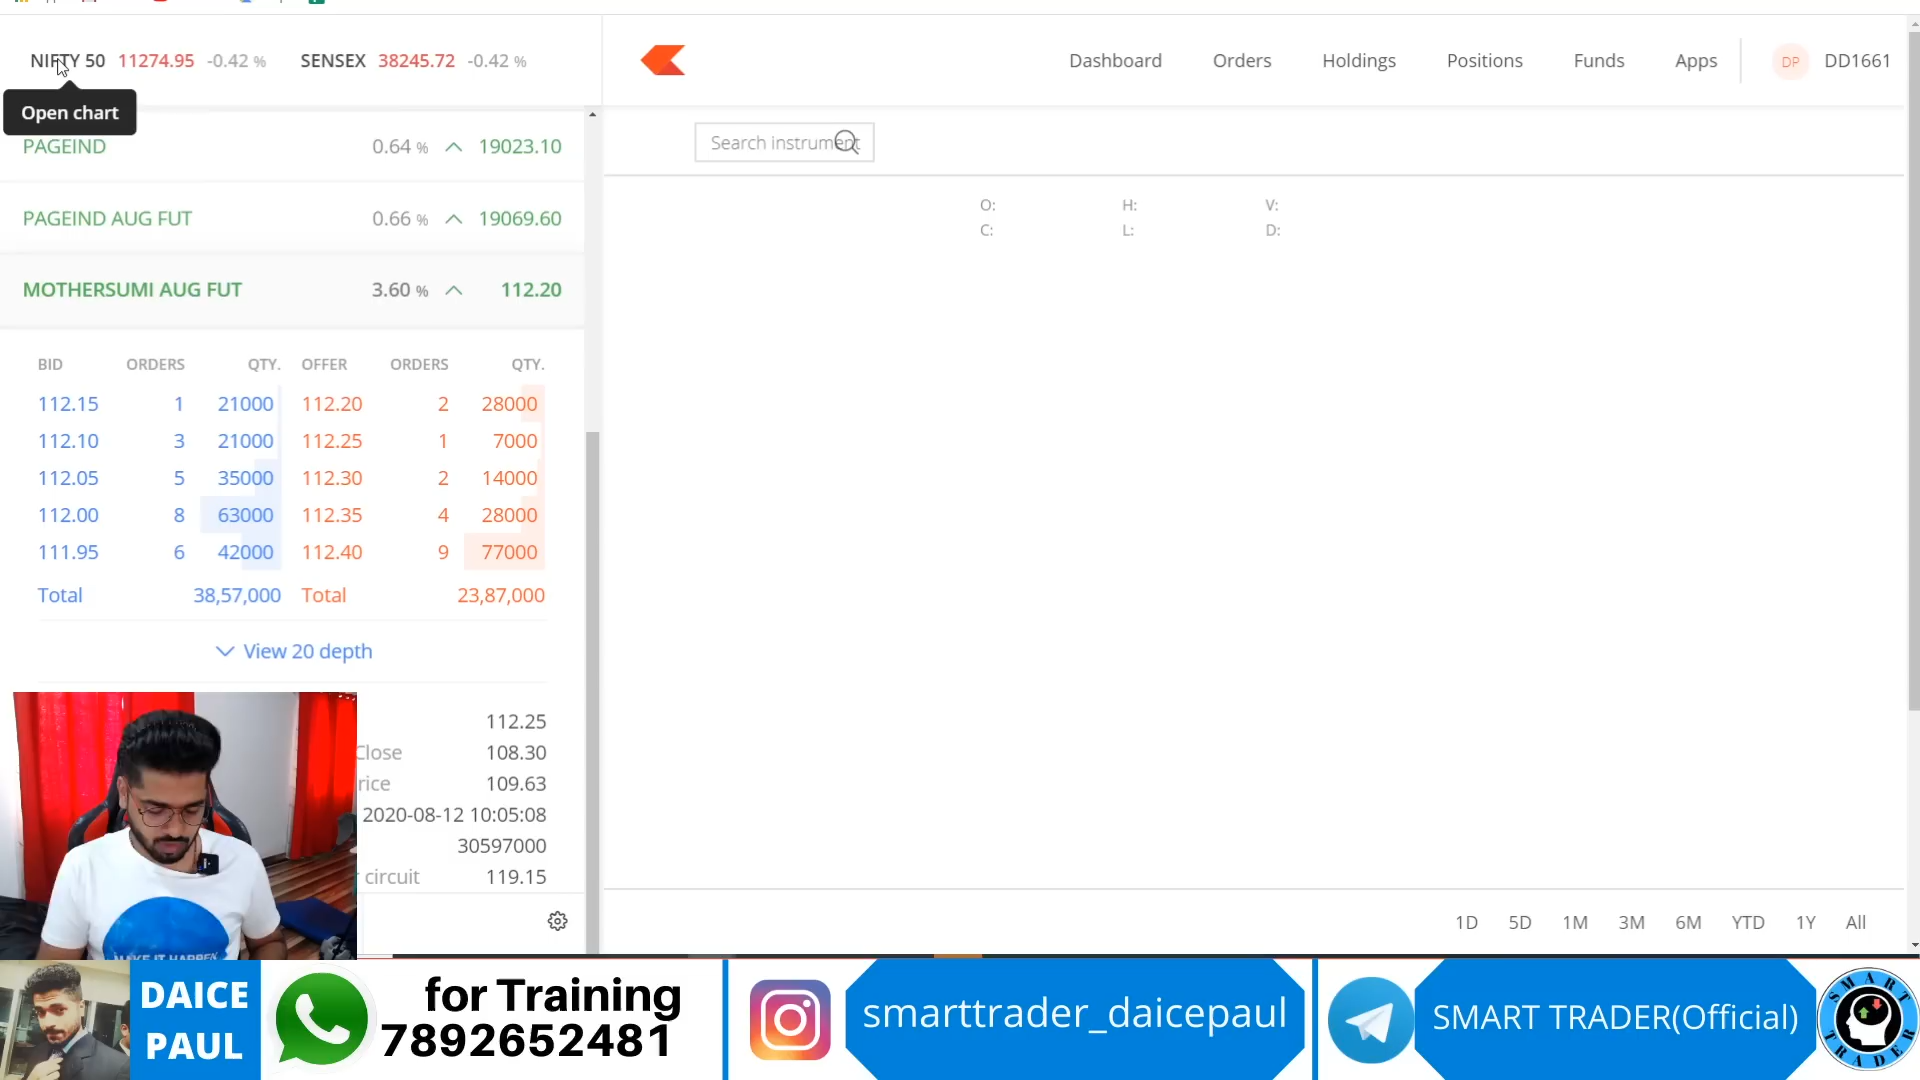 NIFTY 50 11274.95 -0.42 % SENSEX 38245.72 -0.42 %
Dashboard Orders Holdings Positions Funds Apps DP DD1661
Open chart
Search instrument
PAGEIND 0.64 % 19023.10
PAGEIND AUG FUT 0.66 % 19069.60
MOTHERSUMI AUG FUT 3.60 % 112.20
O: H: V:
C: L: D:
BID ORDERS QTY. OFFER ORDERS QTY.
112.15 1 21000 112.20 2 28000
112.10 3 21000 112.25 1 7000
112.05 5 35000 112.30 2 14000
112.00 8 63000 112.35 4 28000
111.95 6 42000 112.40 9 77000
Total 38,57,000 Total 23,87,000
View 20 depth
112.25
Close 108.30
rice 109.63
2020-08-12 10:05:08
30597000
circuit 119.15
1D 5D 1M 3M 6M YTD 1Y All
MAKE IT HAPPEN
DAICE
PAUL
for Training
7892652481
smarttrader_daicepaul
SMART TRADER(Official)
SMART
TRADER